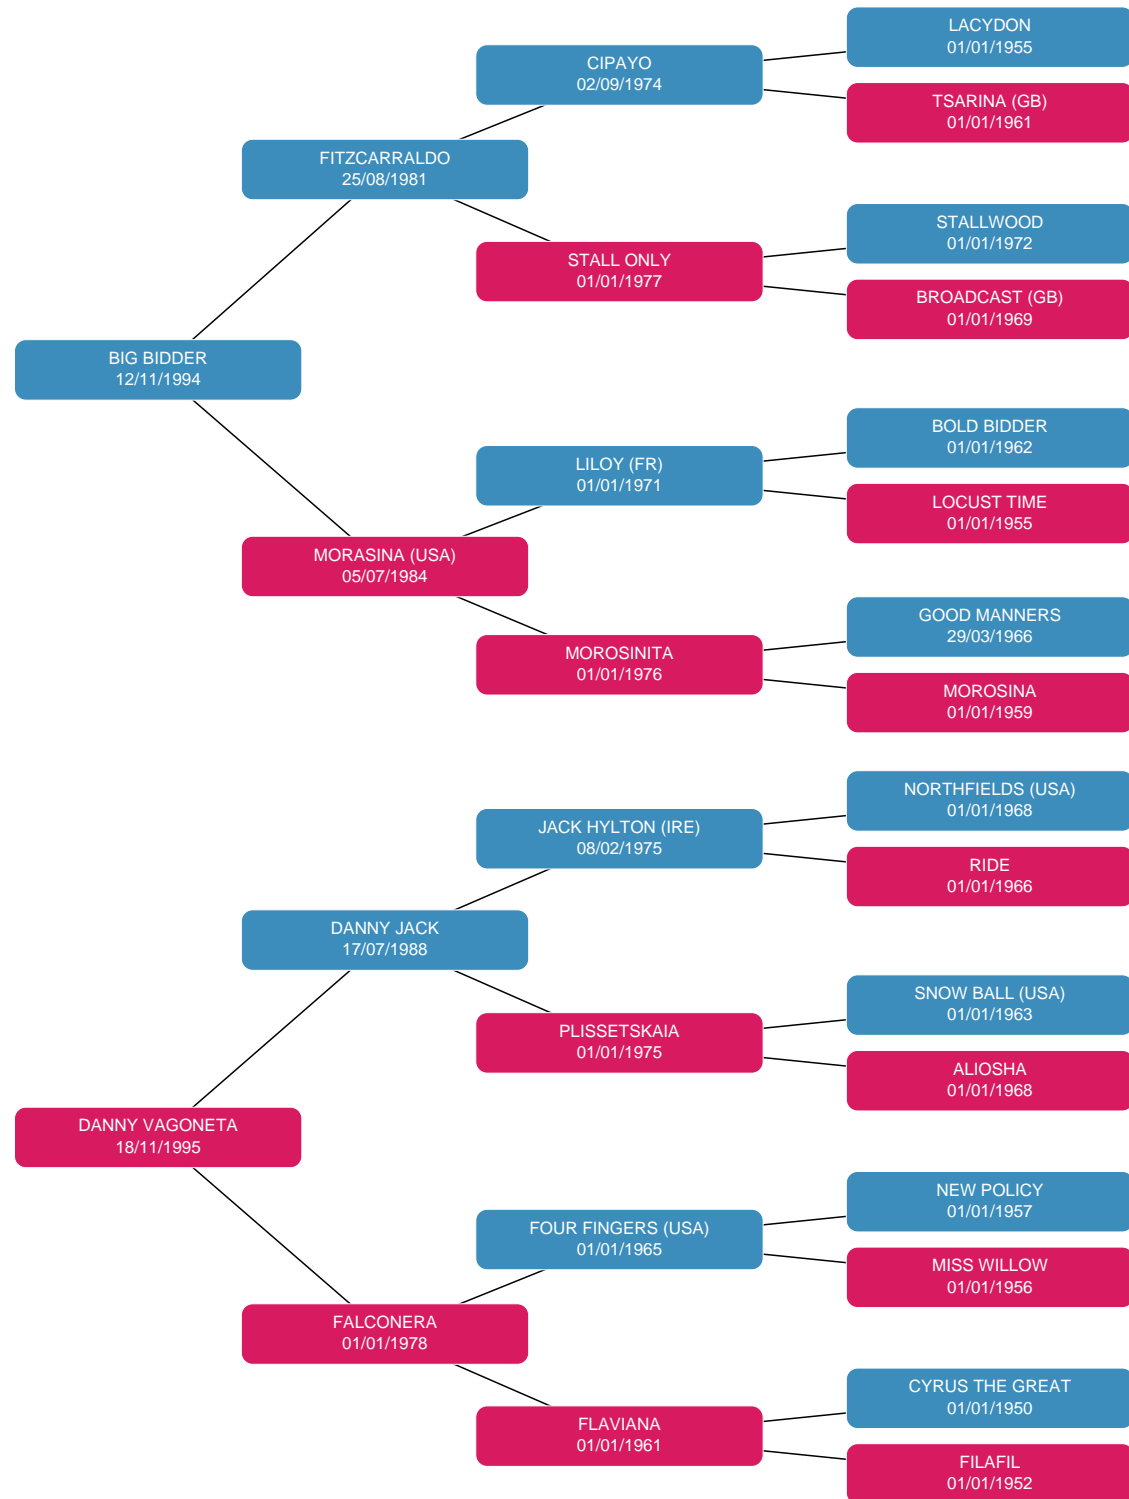 LACYDON
01/01/1955
CIPAYO
02/09/1974
TSARINA (GB)
01/01/1961
FITZCARRALDO
25/08/1981
STALLWOOD
01/01/1972
STALL ONLY
01/01/1977
BROADCAST (GB)
01/01/1969
BIG BIDDER
12/11/1994
BOLD BIDDER
01/01/1962
LILOY (FR)
01/01/1971
LOCUST TIME
01/01/1955
MORASINA (USA)
05/07/1984
GOOD MANNERS
29/03/1966
MOROSINITA
01/01/1976
MOROSINA
01/01/1959
NORTHFIELDS (USA)
01/01/1968
JACK HYLTON (IRE)
08/02/1975
RIDE
01/01/1966
DANNY JACK
17/07/1988
SNOW BALL (USA)
01/01/1963
PLISSETSKAIA
01/01/1975
ALIOSHA
01/01/1968
DANNY VAGONETA
18/11/1995
NEW POLICY
01/01/1957
FOUR FINGERS (USA)
01/01/1965
MISS WILLOW
01/01/1956
FALCONERA
01/01/1978
CYRUS THE GREAT
01/01/1950
FLAVIANA
01/01/1961
FILAFIL
01/01/1952